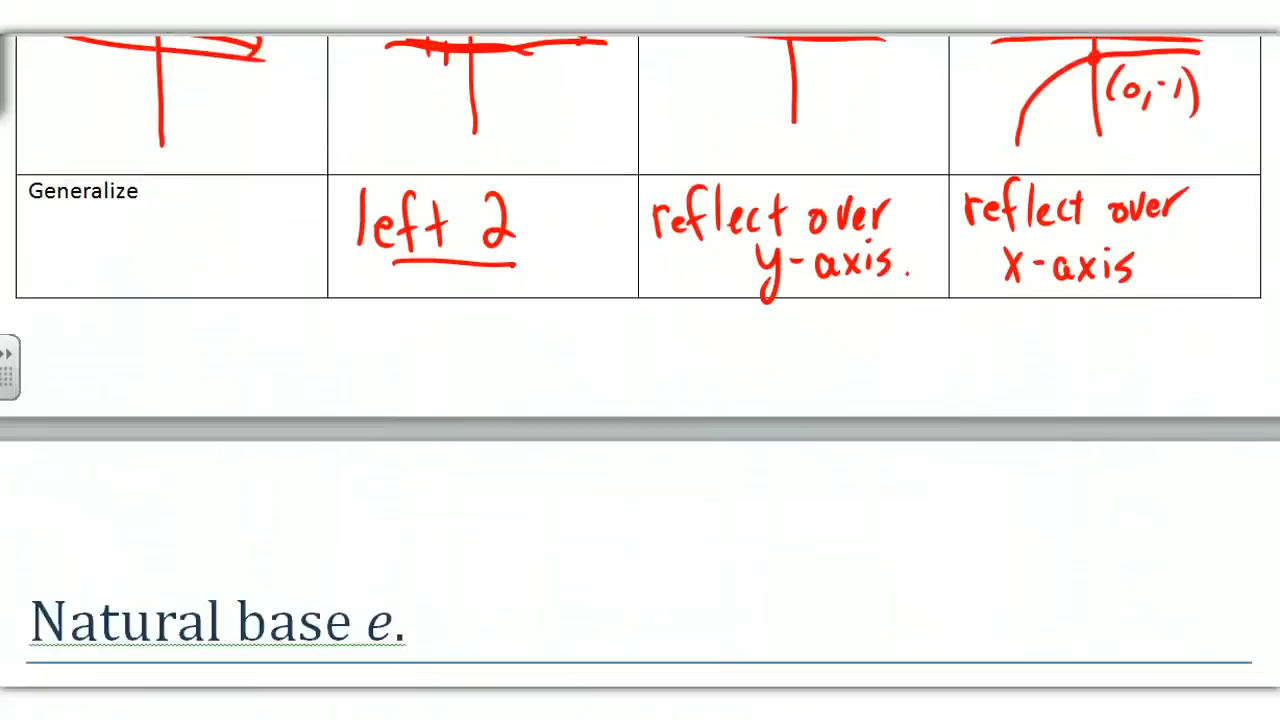 (0,-1)
Generalize
left 2
reflect over
y-axis.
reflect over
x-axis
Natural base e.